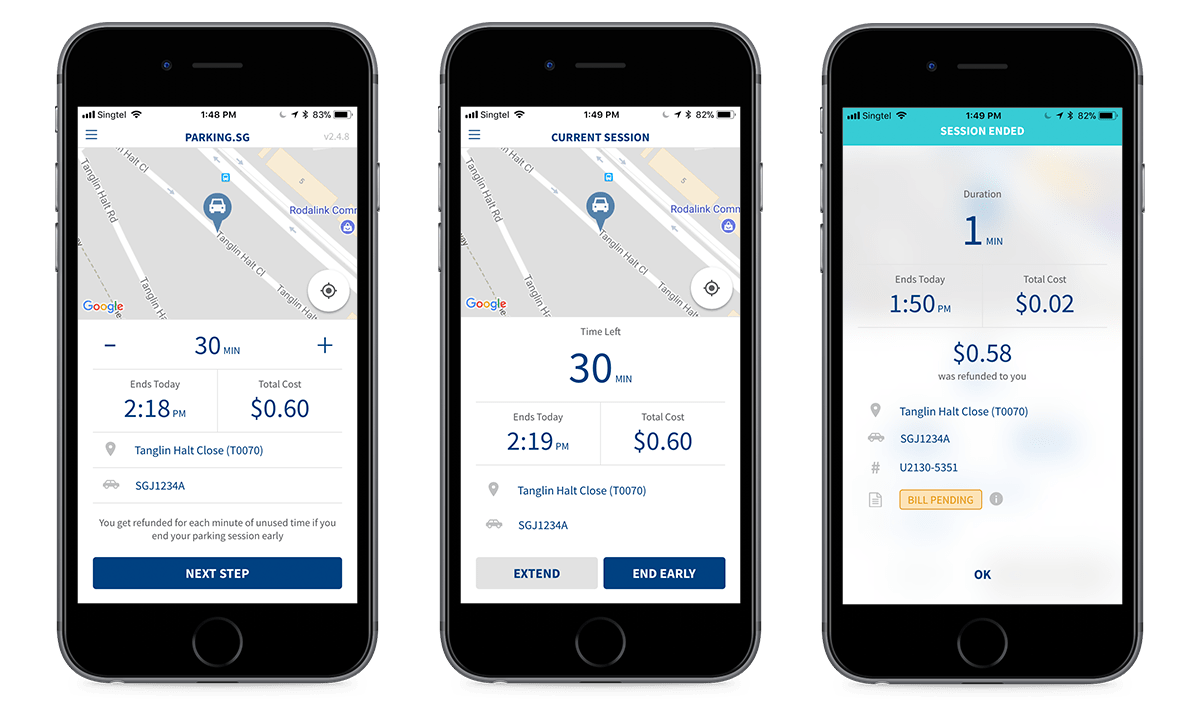 Singtel 1:48 PM 83%
PARKING.SG v2.4.8
Tanglin Halt Cl
Tanglin Halt Rd
5
Rodalink Comm
Tanglin Halt Cl
Tanglin Halt
Tanglin Halt
Google
− 30 MIN +
Ends Today Total Cost
2:18 PM $0.60
Tanglin Halt Close (T0070)
SGJ1234A
You get refunded for each minute of unused time if you
end your parking session early
NEXT STEP
Singtel 1:49 PM 82%
CURRENT SESSION
Tanglin Halt Cl
Tanglin Halt Rd
5
Rodalink Comm
Tanglin Halt Cl
Tanglin Halt
Tanglin Halt
Google
Time Left
30 MIN
Ends Today Total Cost
2:19 PM $0.60
Tanglin Halt Close (T0070)
SGJ1234A
EXTEND END EARLY
Singtel 1:49 PM 82%
SESSION ENDED
Duration
1 MIN
Ends Today Total Cost
1:50 PM $0.02
$0.58
was refunded to you
Tanglin Halt Close (T0070)
SGJ1234A
# U2130-5351
BILL PENDING
OK